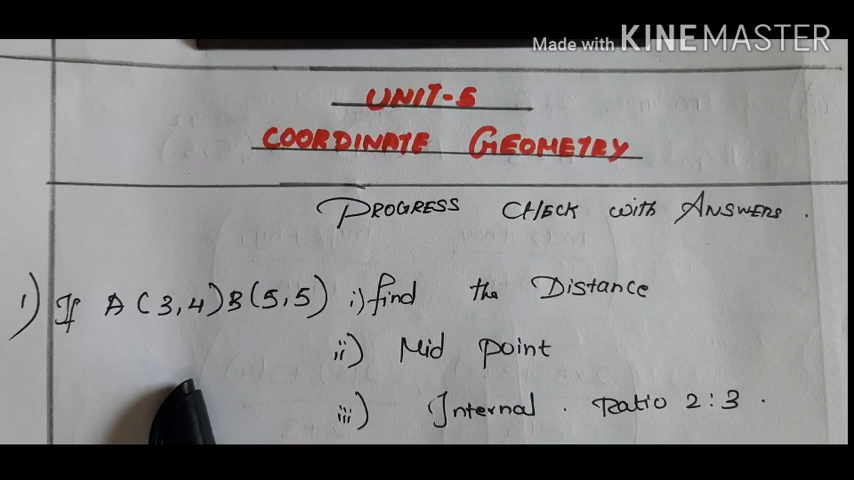 Made with KINEMASTER
UNIT-5
COORDINATE GEOMETRY
PROGRESS CHECK with ANSWERS.
1) If A(3,4) B(5,5) i) find the Distance
ii) Mid point
iii) Internal. Ratio 2:3.